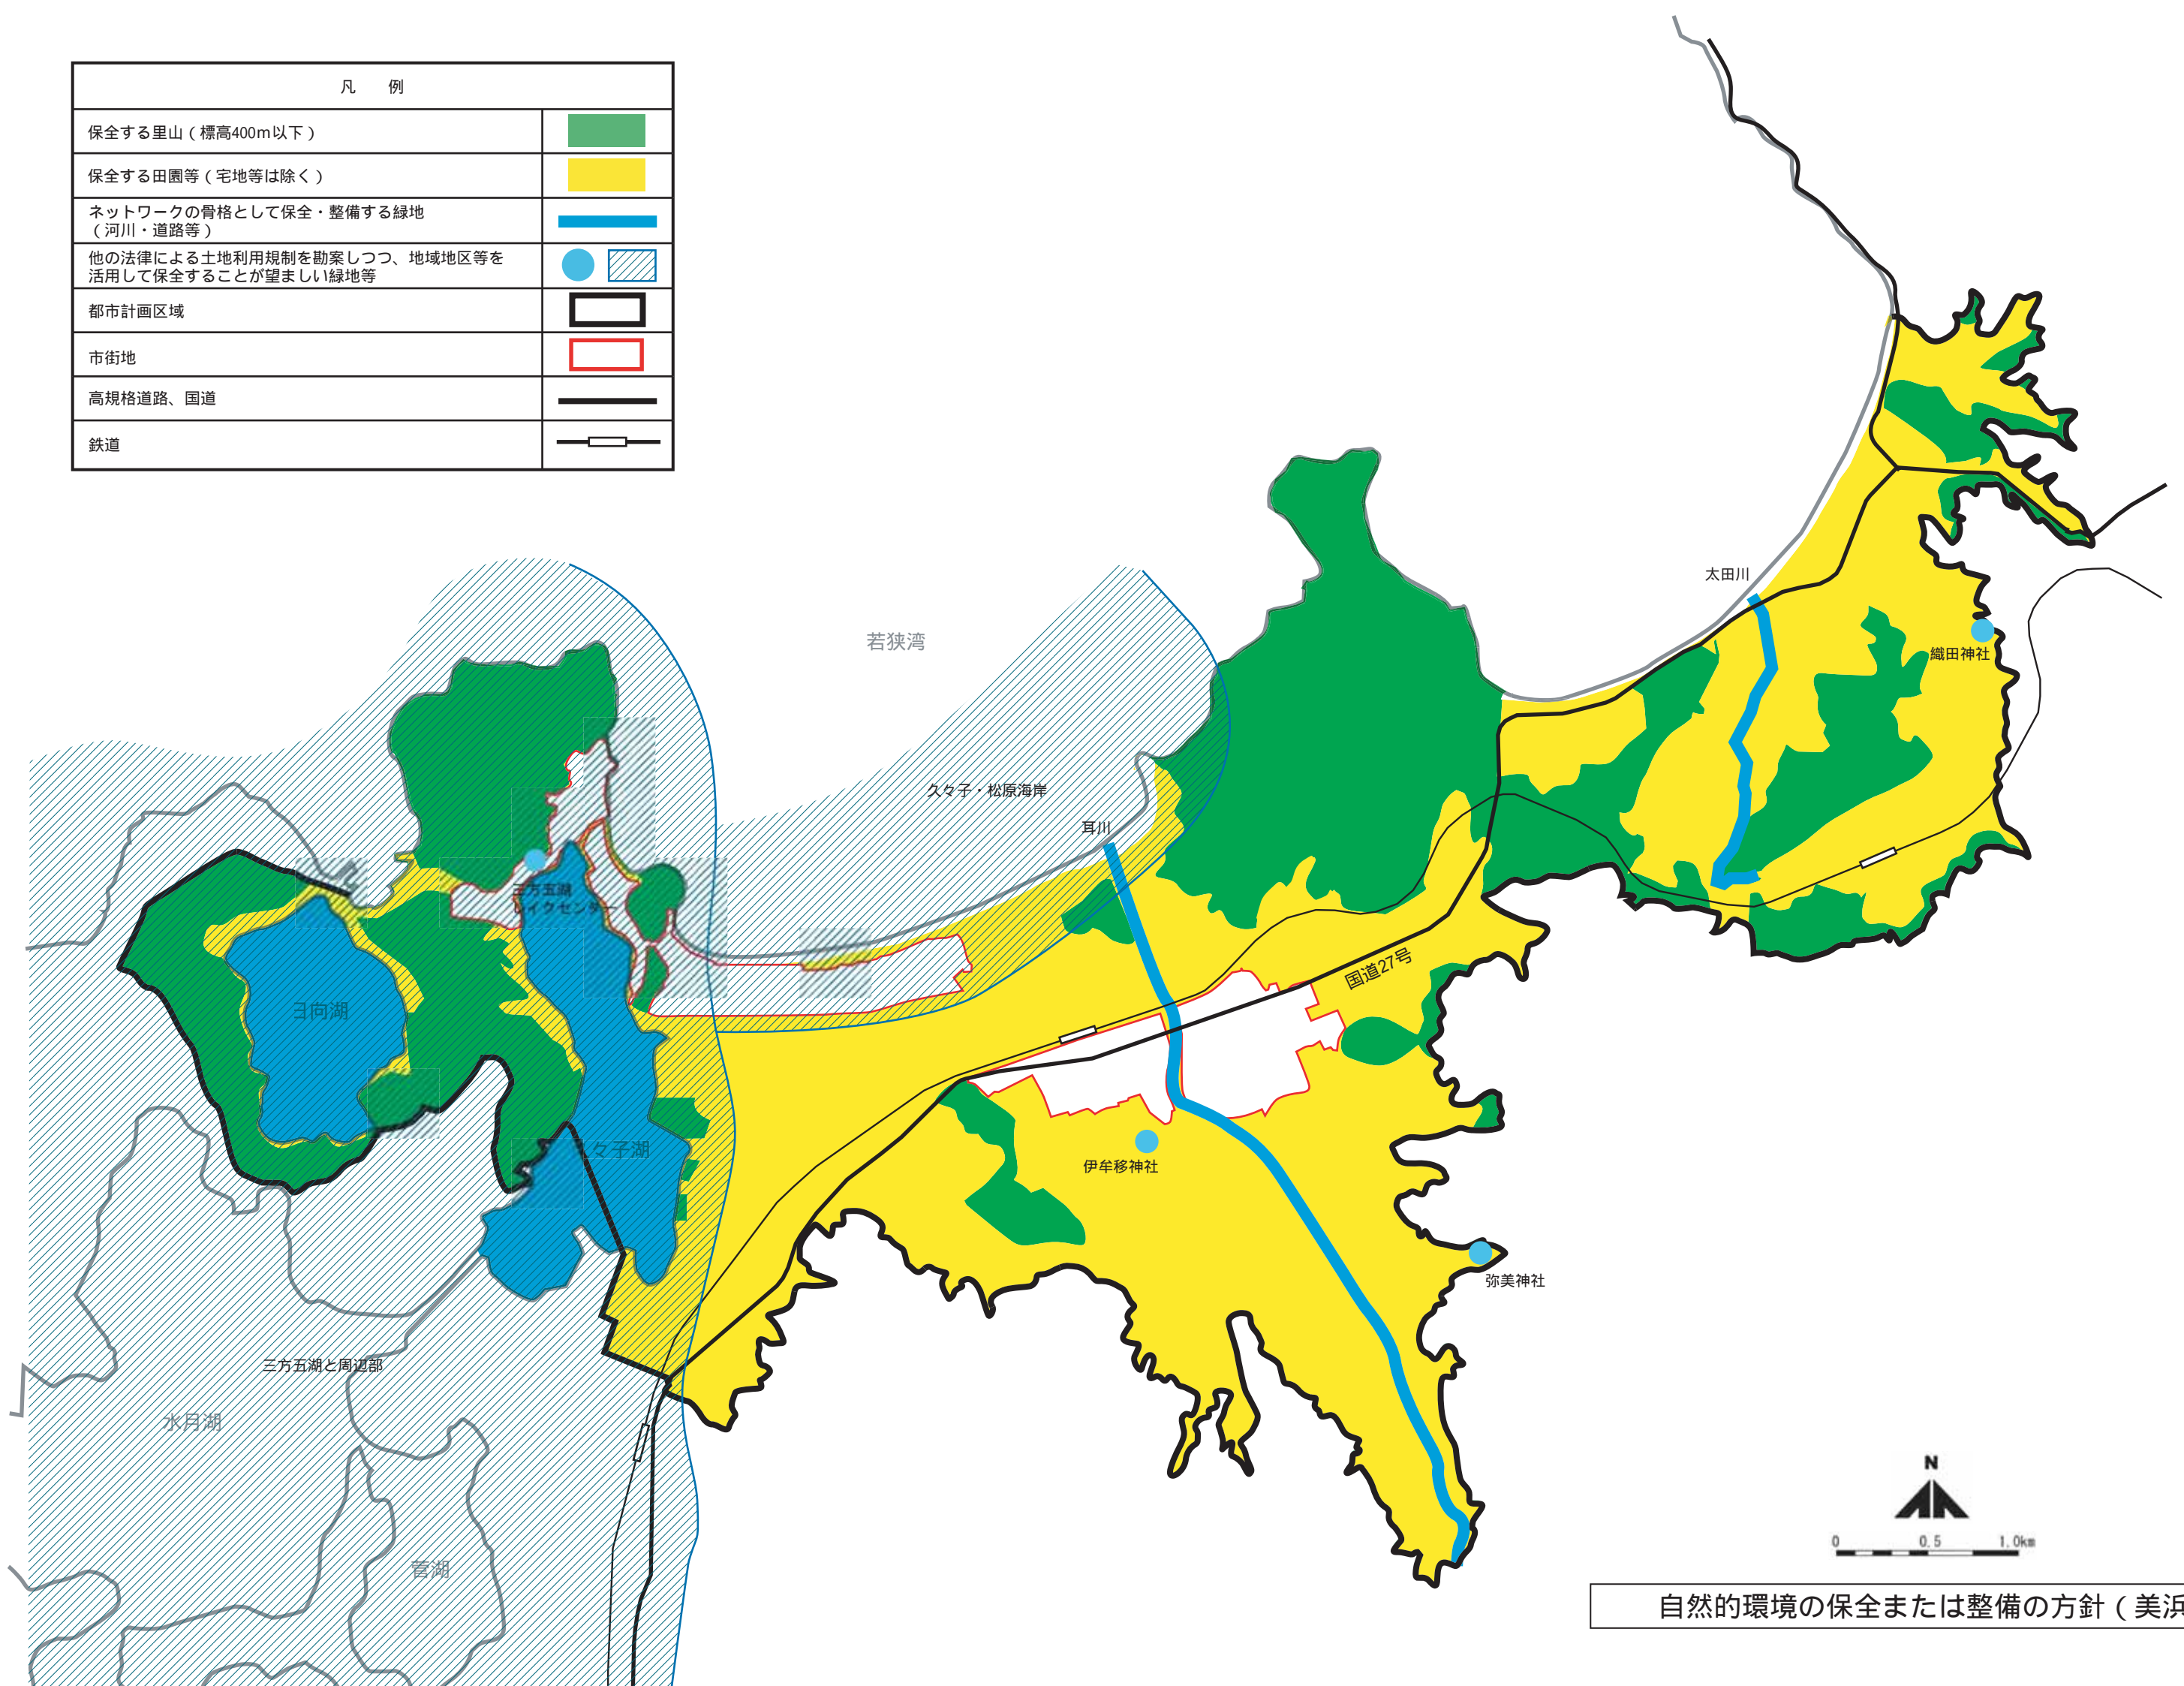 凡　例
保全する里山（標高400m以下）
保全する田園等（宅地等は除く）
ネットワークの骨格として保全・整備する緑地
（河川・道路等）
他の法律による土地利用規制を勘案しつつ、地域地区等を
活用して保全することが望ましい緑地等
都市計画区域
市街地
高規格道路、国道
鉄道
太田川
若狭湾
織田神社
久々子・松原海岸
耳川
三方五湖
レイクセンター
国道27号
日向湖
久々子湖
伊牟移神社
弥美神社
三方五湖と周辺部
水月湖
菅湖
N
0 0.5 1.0km
自然的環境の保全または整備の方針（美浜